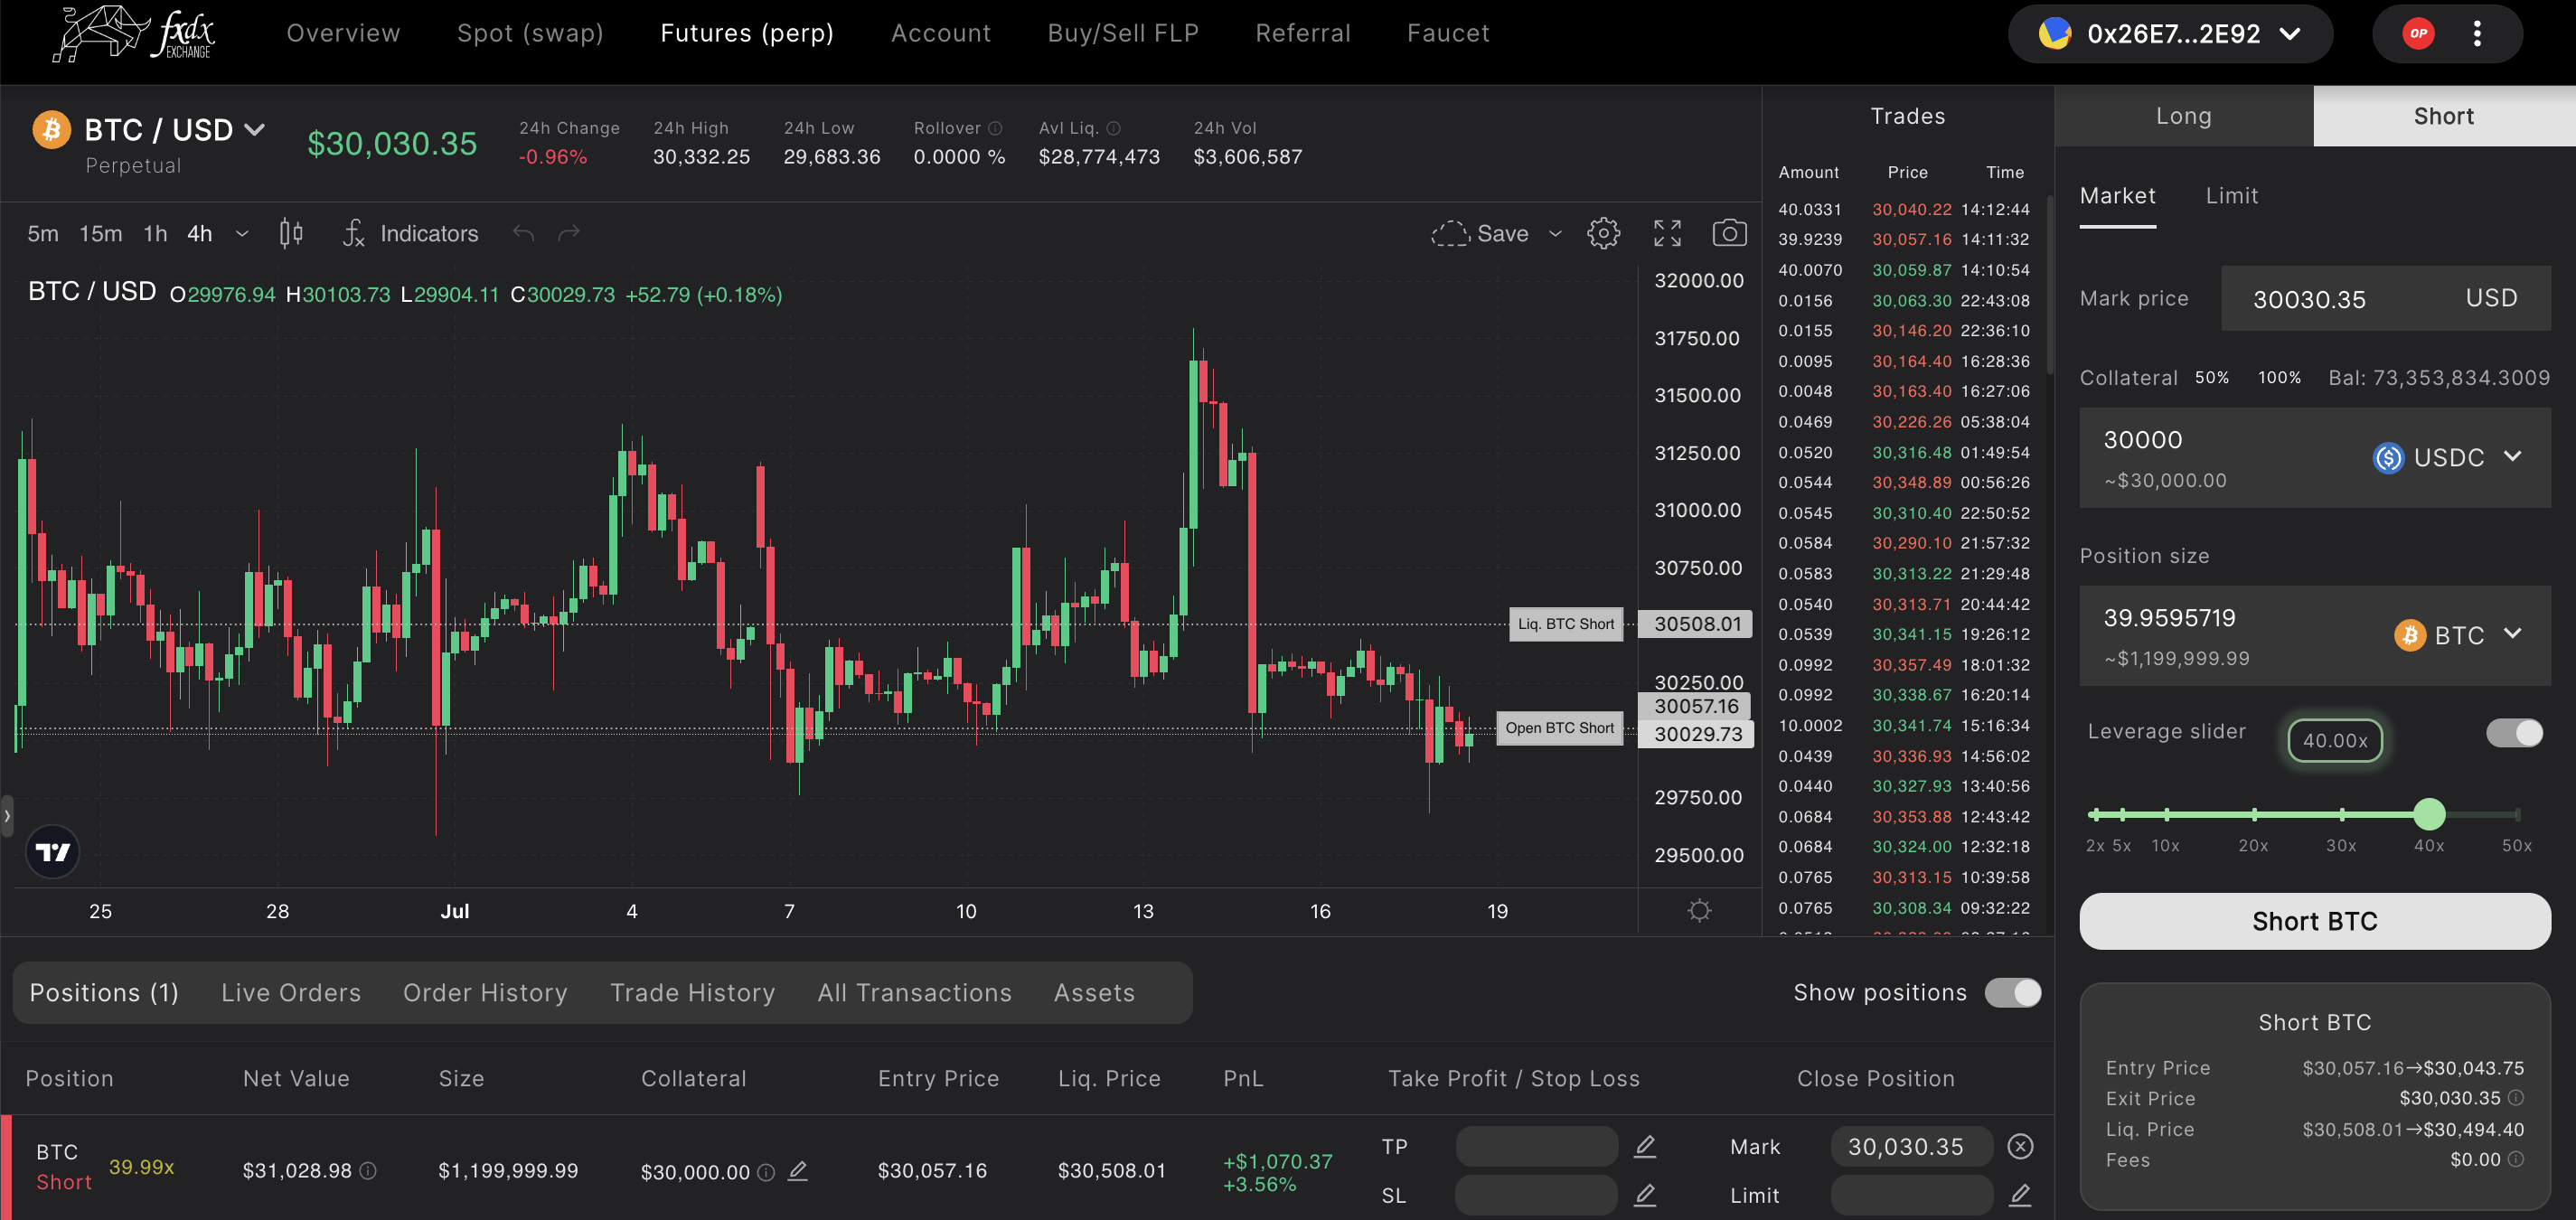 fxdx
EXCHANGE
Overview Spot (swap) Futures (perp) Account Buy/Sell FLP Referral Faucet
0x26E7...2E92
OP
BTC / USD
Perpetual
$30,030.35
24h Change 24h High 24h Low Rollover Avl Liq. 24h Vol
-0.96% 30,332.25 29,683.36 0.0000 % $28,774,473 $3,606,587
5m 15m 1h 4h Indicators Save
BTC / USD O29976.94 H30103.73 L29904.11 C30029.73 +52.79 (+0.18%)
32000.00
31750.00
31500.00
31250.00
31000.00
30750.00
Liq. BTC Short 30508.01
30250.00
30057.16
Open BTC Short 30029.73
29750.00
29500.00
25 28 Jul 4 7 10 13 16 19
Trades
Amount Price Time
40.0331 30,040.22 14:12:44
39.9239 30,057.16 14:11:32
40.0070 30,059.87 14:10:54
0.0156 30,063.30 22:43:08
0.0155 30,146.20 22:36:10
0.0095 30,164.40 16:28:36
0.0048 30,163.40 16:27:06
0.0469 30,226.26 05:38:04
0.0520 30,316.48 01:49:54
0.0544 30,348.89 00:56:26
0.0545 30,310.40 22:50:52
0.0584 30,290.10 21:57:32
0.0583 30,313.22 21:29:48
0.0540 30,313.71 20:44:42
0.0539 30,341.15 19:26:12
0.0992 30,357.49 18:01:32
0.0992 30,338.67 16:20:14
10.0002 30,341.74 15:16:34
0.0439 30,336.93 14:56:02
0.0440 30,327.93 13:40:56
0.0684 30,353.88 12:43:42
0.0684 30,324.00 12:32:18
0.0765 30,313.15 10:39:58
0.0765 30,308.34 09:32:22
Long Short
Market Limit
Mark price 30030.35 USD
Collateral 50% 100% Bal: 73,353,834.3009
30000
~$30,000.00
USDC
Position size
39.9595719
~$1,199,999.99
BTC
Leverage slider 40.00x
2x 5x 10x 20x 30x 40x 50x
Short BTC
Short BTC
Entry Price $30,057.16→$30,043.75
Exit Price $30,030.35
Liq. Price $30,508.01→$30,494.40
Fees $0.00
Positions (1) Live Orders Order History Trade History All Transactions Assets
Show positions
Position Net Value Size Collateral Entry Price Liq. Price PnL Take Profit / Stop Loss Close Position
BTC
Short
39.99x $31,028.98 $1,199,999.99 $30,000.00 $30,057.16 $30,508.01
+$1,070.37
+3.56%
TP Mark 30,030.35
SL Limit